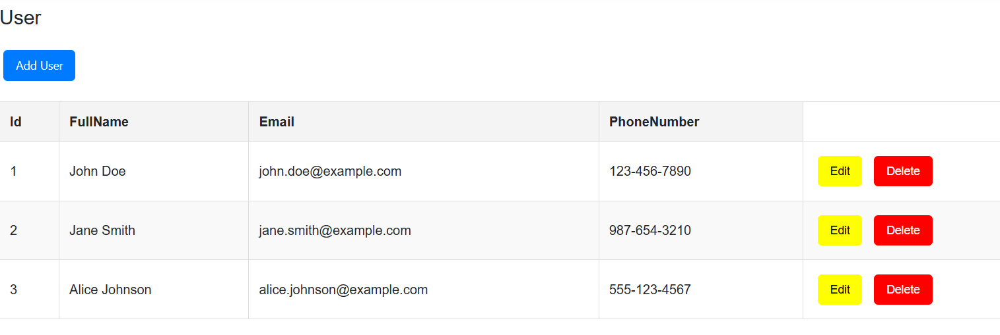 User
Add User
Id FullName Email PhoneNumber
1 John Doe john.doe@example.com 123-456-7890 Edit Delete
2 Jane Smith jane.smith@example.com 987-654-3210 Edit Delete
3 Alice Johnson alice.johnson@example.com 555-123-4567 Edit Delete